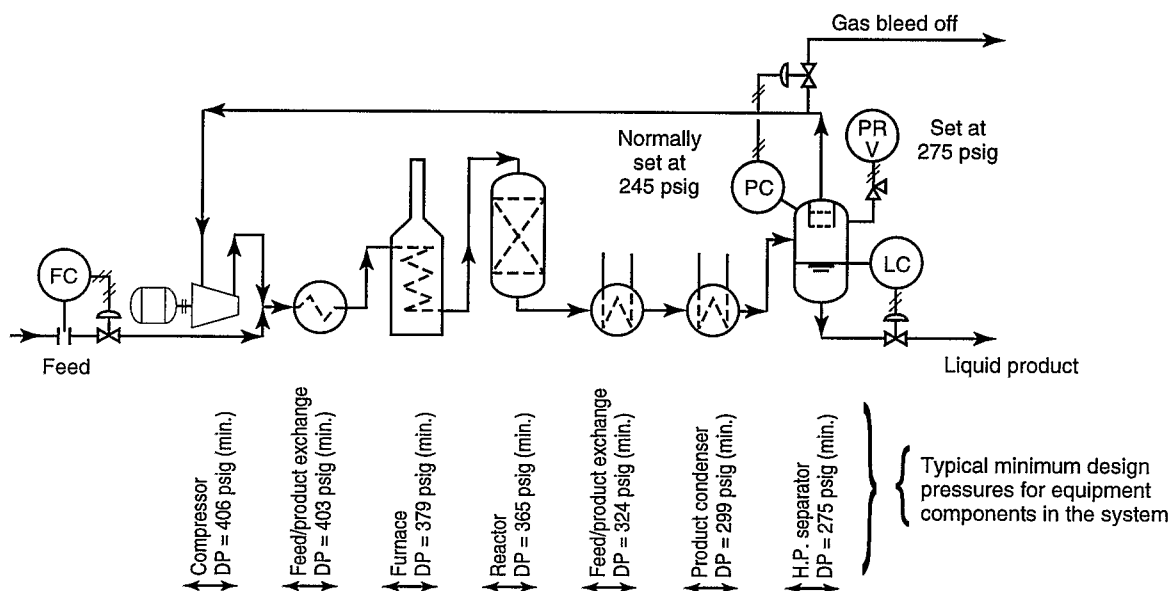 Gas bleed off
Normally
set at
245 psig
PC
PR
V
Set at
275 psig
FC
LC
Feed
Liquid product
Compressor
DP = 406 psig (min.)
Feed/product exchange
DP = 403 psig (min.)
Furnace
DP = 379 psig (min.)
Reactor
DP = 365 psig (min.)
Feed/product exchange
DP = 324 psig (min.)
Product condenser
DP = 299 psig (min.)
H.P. separator
DP = 275 psig (min.)
Typical minimum design
pressures for equipment
components in the system